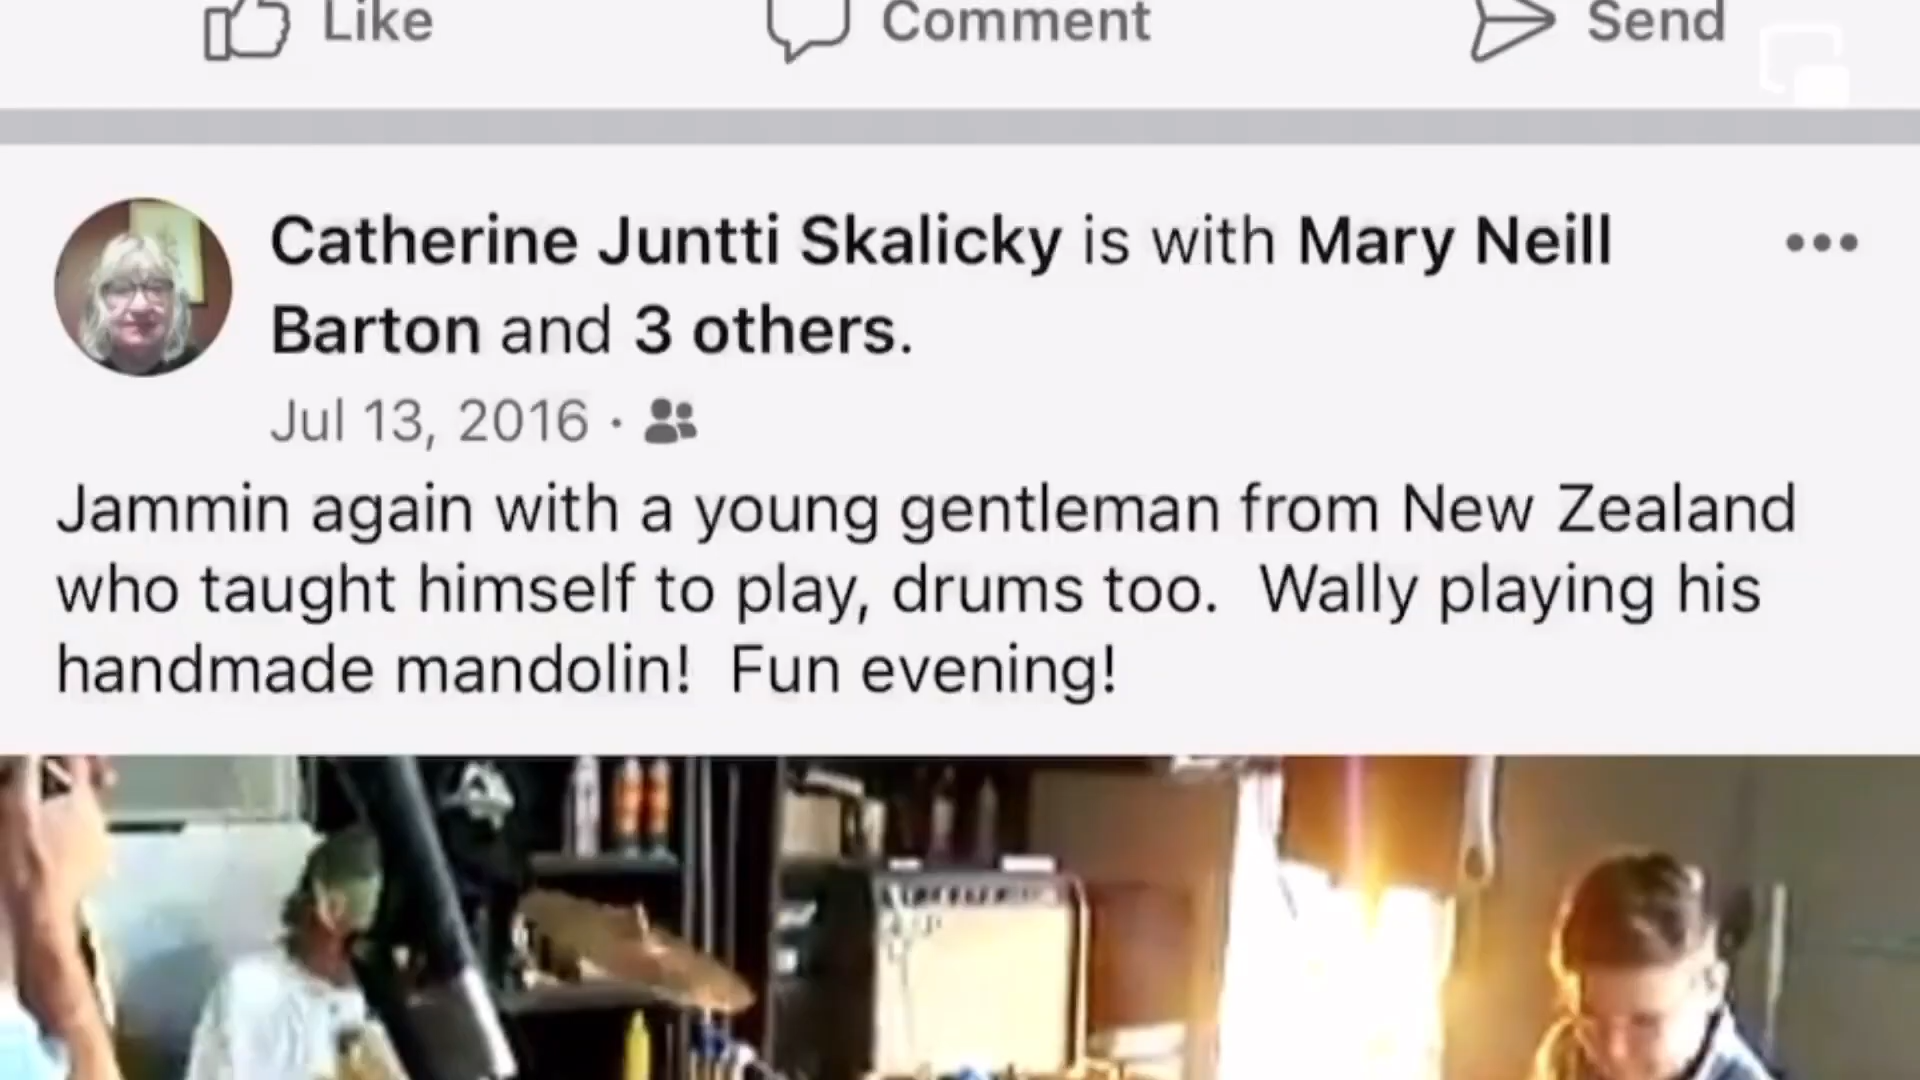 Like Comment Send
Catherine Juntti Skalicky is with Mary Neill
Barton and 3 others.
Jul 13, 2016 ·
Jammin again with a young gentleman from New Zealand
who taught himself to play, drums too.  Wally playing his
handmade mandolin!  Fun evening!